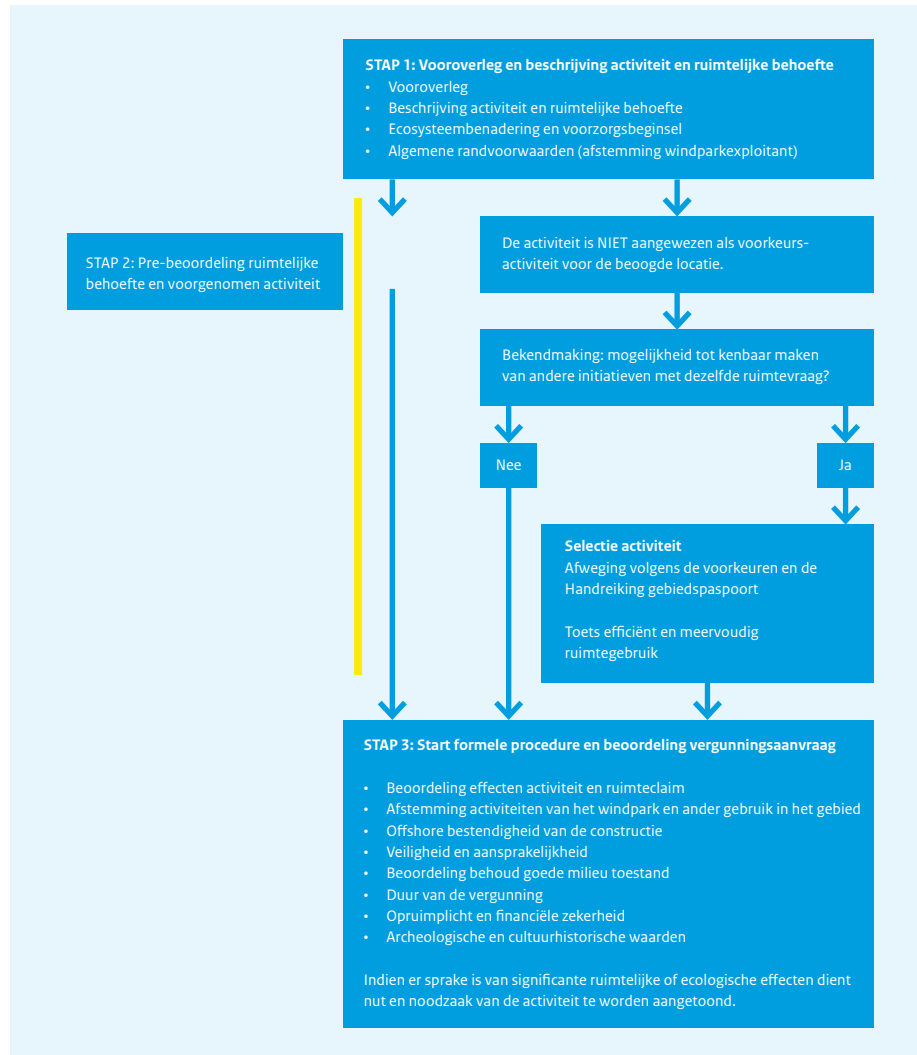 STAP 1: Vooroverleg en beschrijving activiteit en ruimtelijke behoefte
• Vooroverleg
• Beschrijving activiteit en ruimtelijke behoefte
• Ecosysteembenadering en voorzorgsbeginsel
• Algemene randvoorwaarden (afstemming windparkexploitant)
STAP 2: Pre-beoordeling ruimtelijke
behoefte en voorgenomen activiteit
De activiteit is NIET aangewezen als voorkeurs-
activiteit voor de beoogde locatie.
Bekendmaking: mogelijkheid tot kenbaar maken
van andere initiatieven met dezelfde ruimtevraag?
Nee
Ja
Selectie activiteit
Afweging volgens de voorkeuren en de
Handreiking gebiedspaspoort
Toets efficiënt en meervoudig
ruimtegebruik
STAP 3: Start formele procedure en beoordeling vergunningsaanvraag
• Beoordeling effecten activiteit en ruimteclaim
• Afstemming activiteiten van het windpark en ander gebruik in het gebied
• Offshore bestendigheid van de constructie
• Veiligheid en aansprakelijkheid
• Beoordeling behoud goede milieu toestand
• Duur van de vergunning
• Opruimplicht en financiële zekerheid
• Archeologische en cultuurhistorische waarden
Indien er sprake is van significante ruimtelijke of ecologische effecten dient
nut en noodzaak van de activiteit te worden aangetoond.